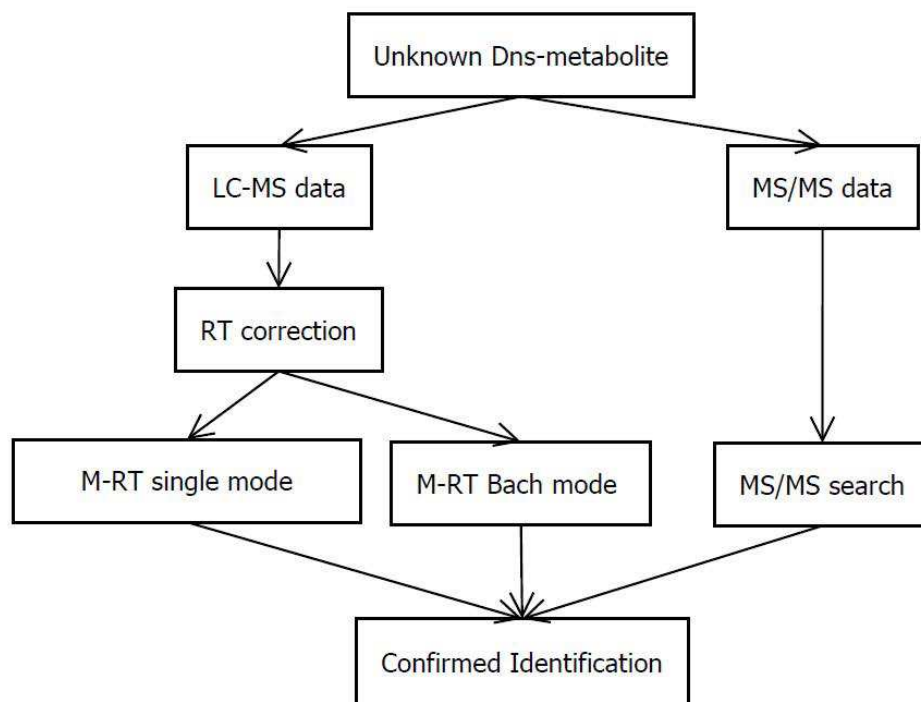 Unknown Dns-metabolite
LC-MS data
MS/MS data
RT correction
M-RT single mode
M-RT Bach mode
MS/MS search
Confirmed Identification